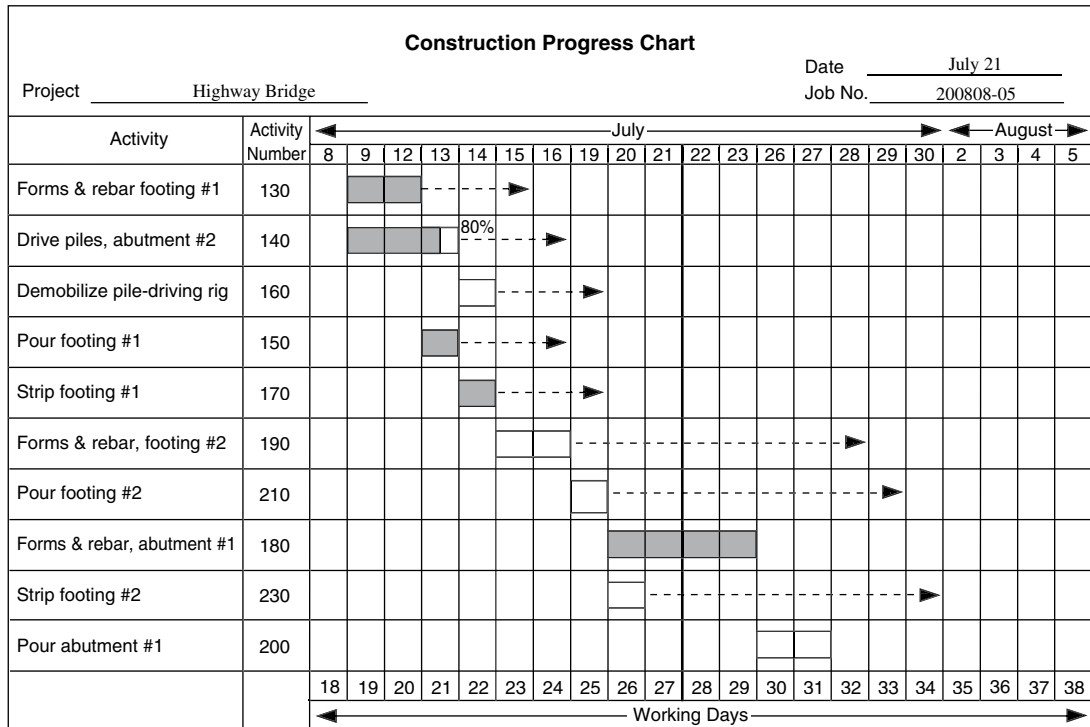 Construction Progress Chart
Date July 21
Project Highway Bridge
Job No. 200808-05
Activity
Activity Number
July
August
8 9 12 13 14 15 16 19 20 21 22 23 26 27 28 29 30 2 3 4 5
Forms & rebar footing #1 130
Drive piles, abutment #2 140 80%
Demobilize pile-driving rig 160
Pour footing #1 150
Strip footing #1 170
Forms & rebar, footing #2 190
Pour footing #2 210
Forms & rebar, abutment #1 180
Strip footing #2 230
Pour abutment #1 200
18 19 20 21 22 23 24 25 26 27 28 29 30 31 32 33 34 35 36 37 38
Working Days